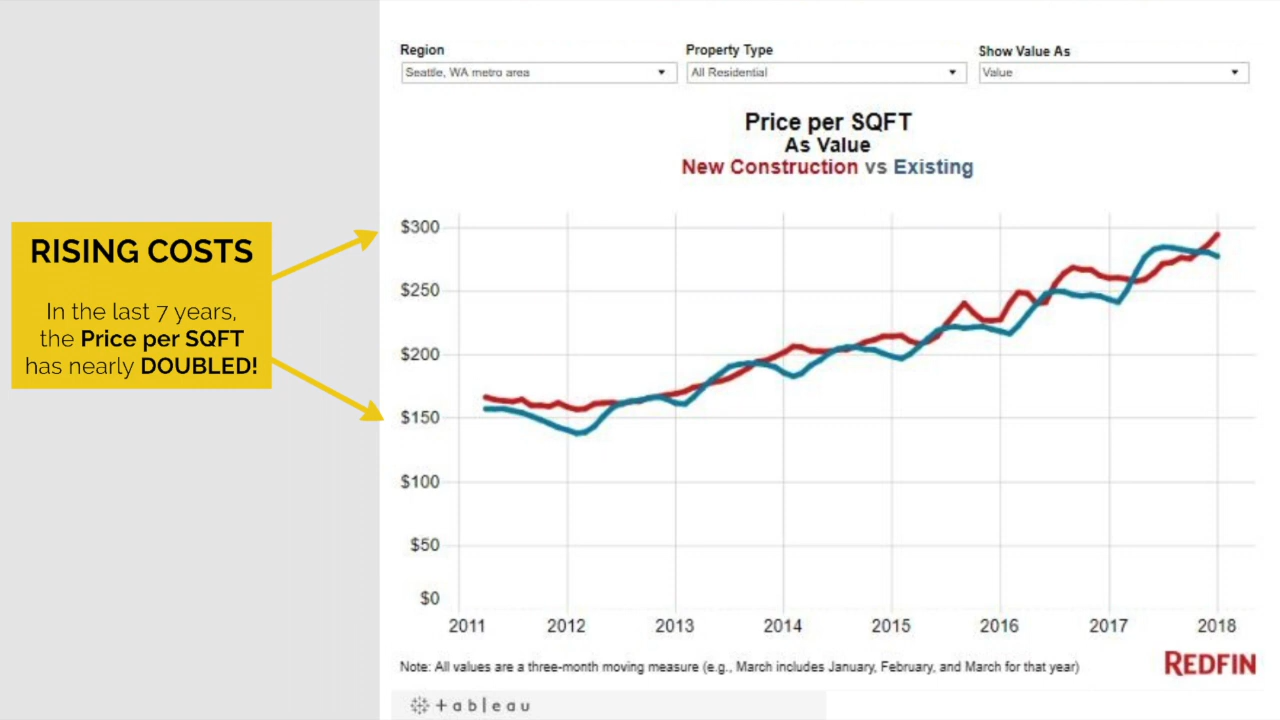 Region
Property Type
Show Value As
Seattle, WA metro area
All Residential
Value
Price per SQFT
As Value
New Construction vs Existing
RISING COSTS
In the last 7 years,
the Price per SQFT
has nearly DOUBLED!
$300
$250
$200
$150
$100
$50
$0
2011 2012 2013 2014 2015 2016 2017 2018
Note: All values are a three-month moving measure (e.g., March includes January, February, and March for that year)
REDFIN
+ a b l e a u